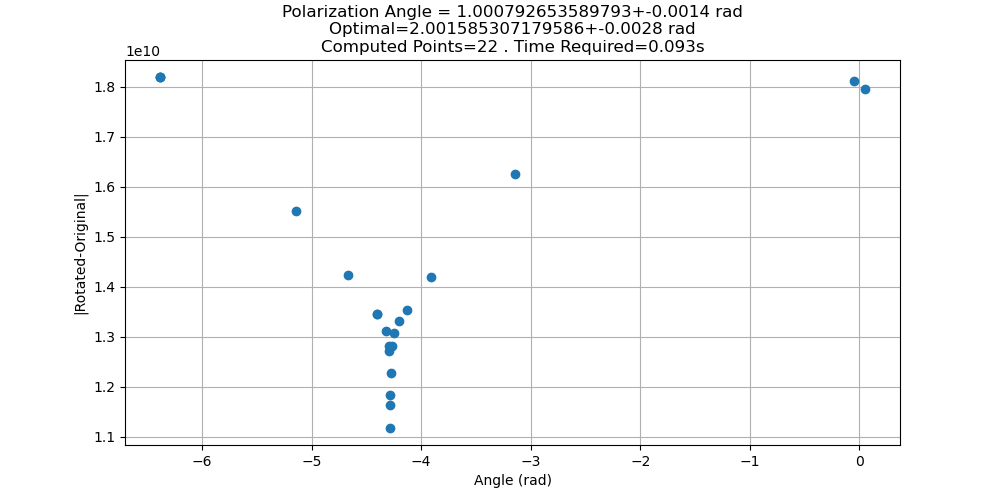 Polarization Angle = 1.000792653589793+-0.0014 rad
Optimal=2.001585307179586+-0.0028 rad
Computed Points=22 . Time Required=0.093s
1e10
1.8
1.7
1.6
1.5
1.4
1.3
1.2
1.1
|Rotated-Original|
−6 −5 −4 −3 −2 −1 0
Angle (rad)